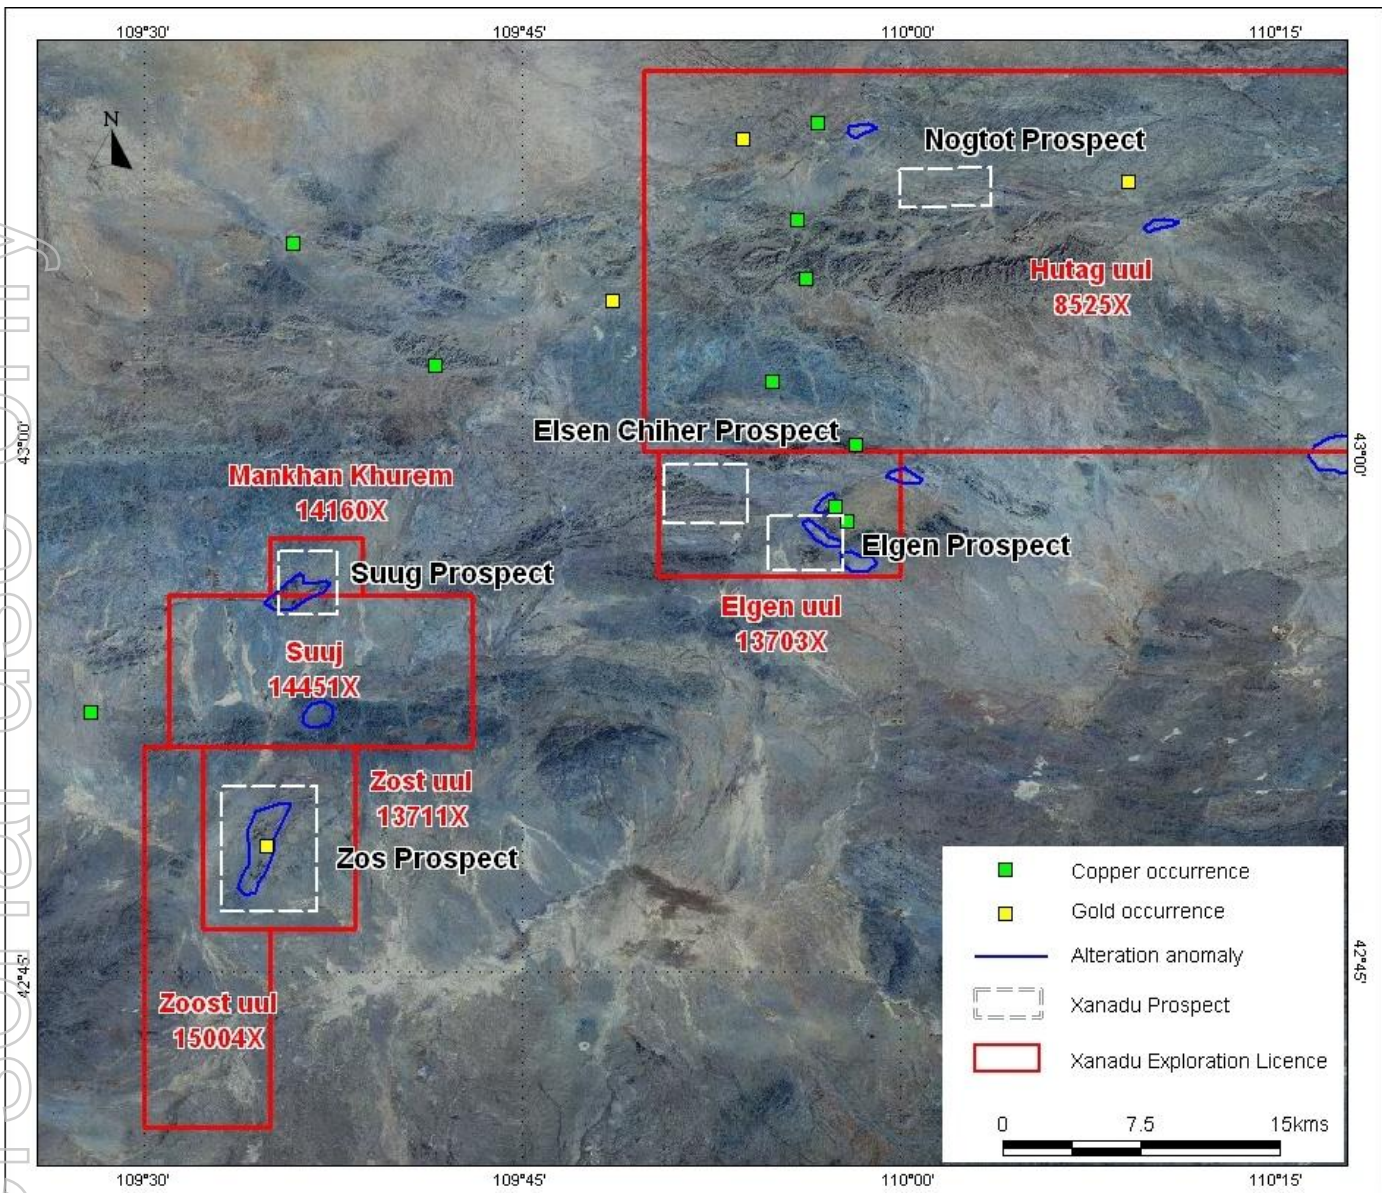 109°30'
109°45'
110°00'
110°15'
N
Nogtot Prospect
Hutag uul
8525X
Elsen Chiher Prospect
43°00'
43°00'
Mankhan Khurem
14160X
Suug Prospect
Elgen Prospect
Elgen uul
13703X
Suuj
14451X
Zost uul
13711X
Zos Prospect
Copper occurrence
Gold occurrence
Alteration anomaly
Xanadu Prospect
Xanadu Exploration Licence
0 7.5 15kms
42°45'
42°45'
Zoost uul
15004X
109°30'
109°45'
110°00'
110°15'